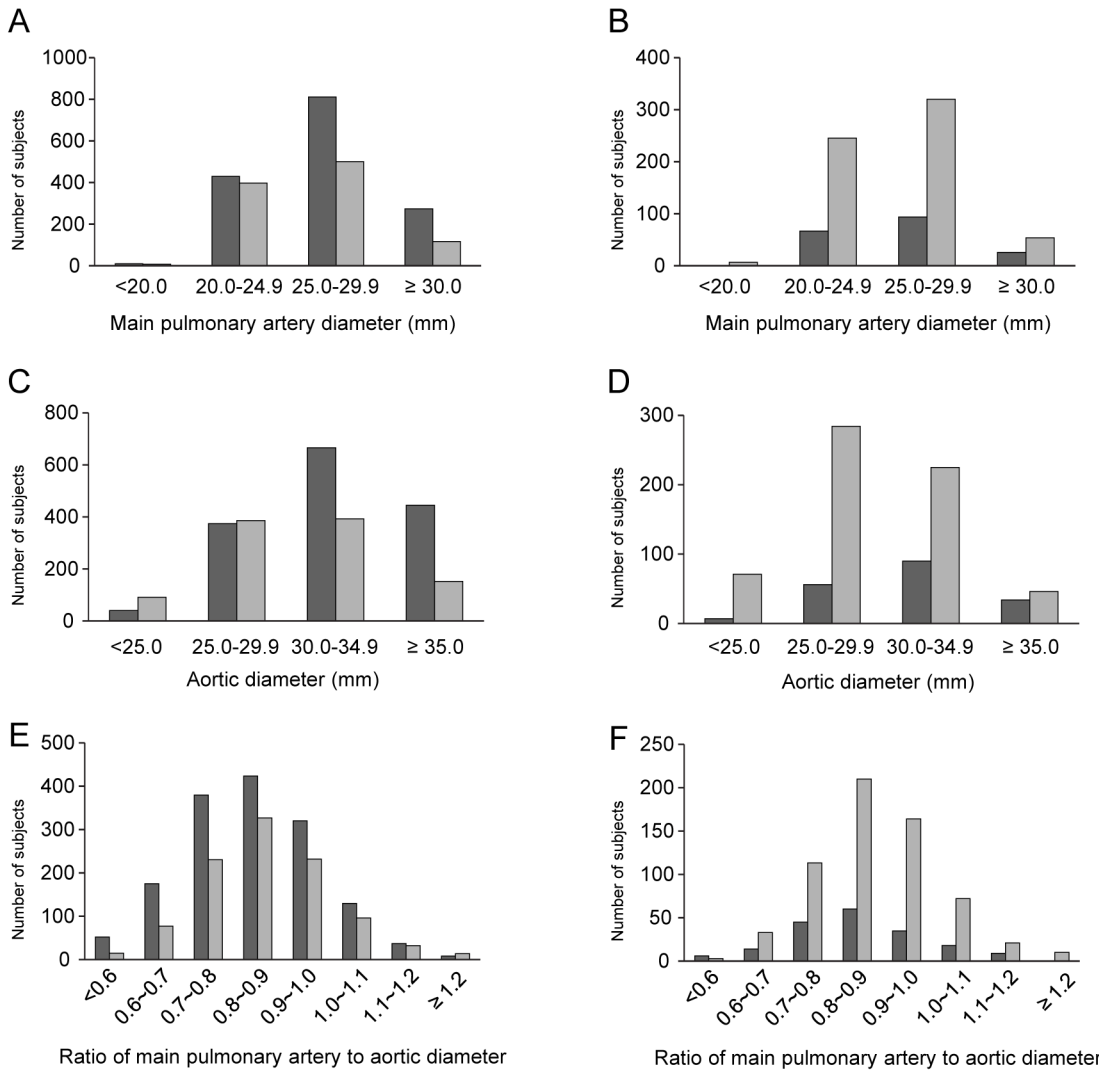 A
Number of subjects
1000
800
600
400
200
0
<20.0 20.0-24.9 25.0-29.9 ≥ 30.0
Main pulmonary artery diameter (mm)
B
Number of subjects
400
300
200
100
0
<20.0 20.0-24.9 25.0-29.9 ≥ 30.0
Main pulmonary artery diameter (mm)
C
Number of subjects
800
600
400
200
0
<25.0 25.0-29.9 30.0-34.9 ≥ 35.0
Aortic diameter (mm)
D
Number of subjects
300
200
100
0
<25.0 25.0-29.9 30.0-34.9 ≥ 35.0
Aortic diameter (mm)
E
Number of subjects
500
400
300
200
100
0
<0.6 0.6~0.7 0.7~0.8 0.8~0.9 0.9~1.0 1.0~1.1 1.1~1.2 ≥1.2
Ratio of main pulmonary artery to aortic diameter
F
Number of subjects
250
200
150
100
50
0
<0.6 0.6~0.7 0.7~0.8 0.8~0.9 0.9~1.0 1.0~1.1 1.1~1.2 ≥1.2
Ratio of main pulmonary artery to aortic diameter